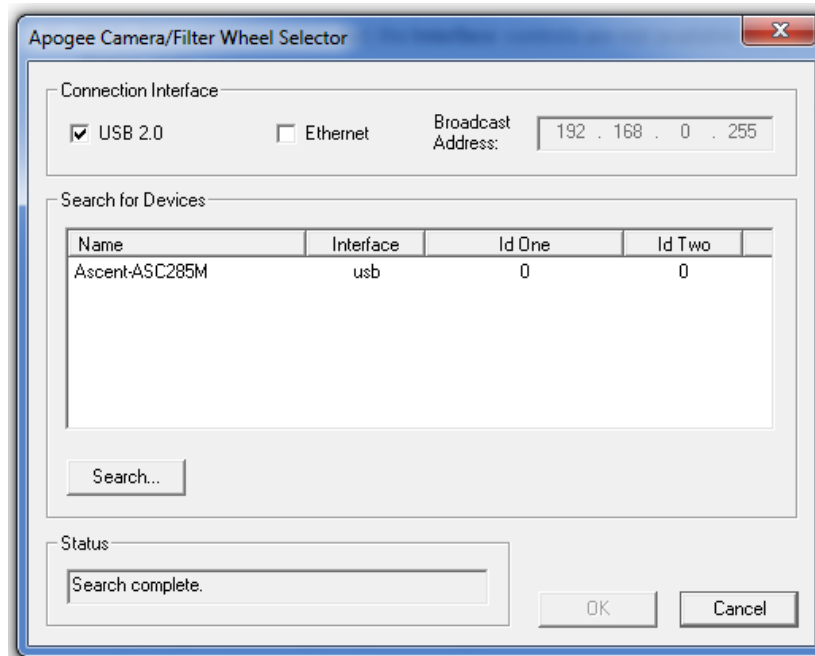 Apogee Camera/Filter Wheel Selector
Connection Interface
USB 2.0
Ethernet
Broadcast
Address:
192 . 168 . 0 . 255
Search for Devices
Name Interface Id One Id Two
Ascent-ASC285M usb 0 0
Search...
Status
Search complete.
OK
Cancel